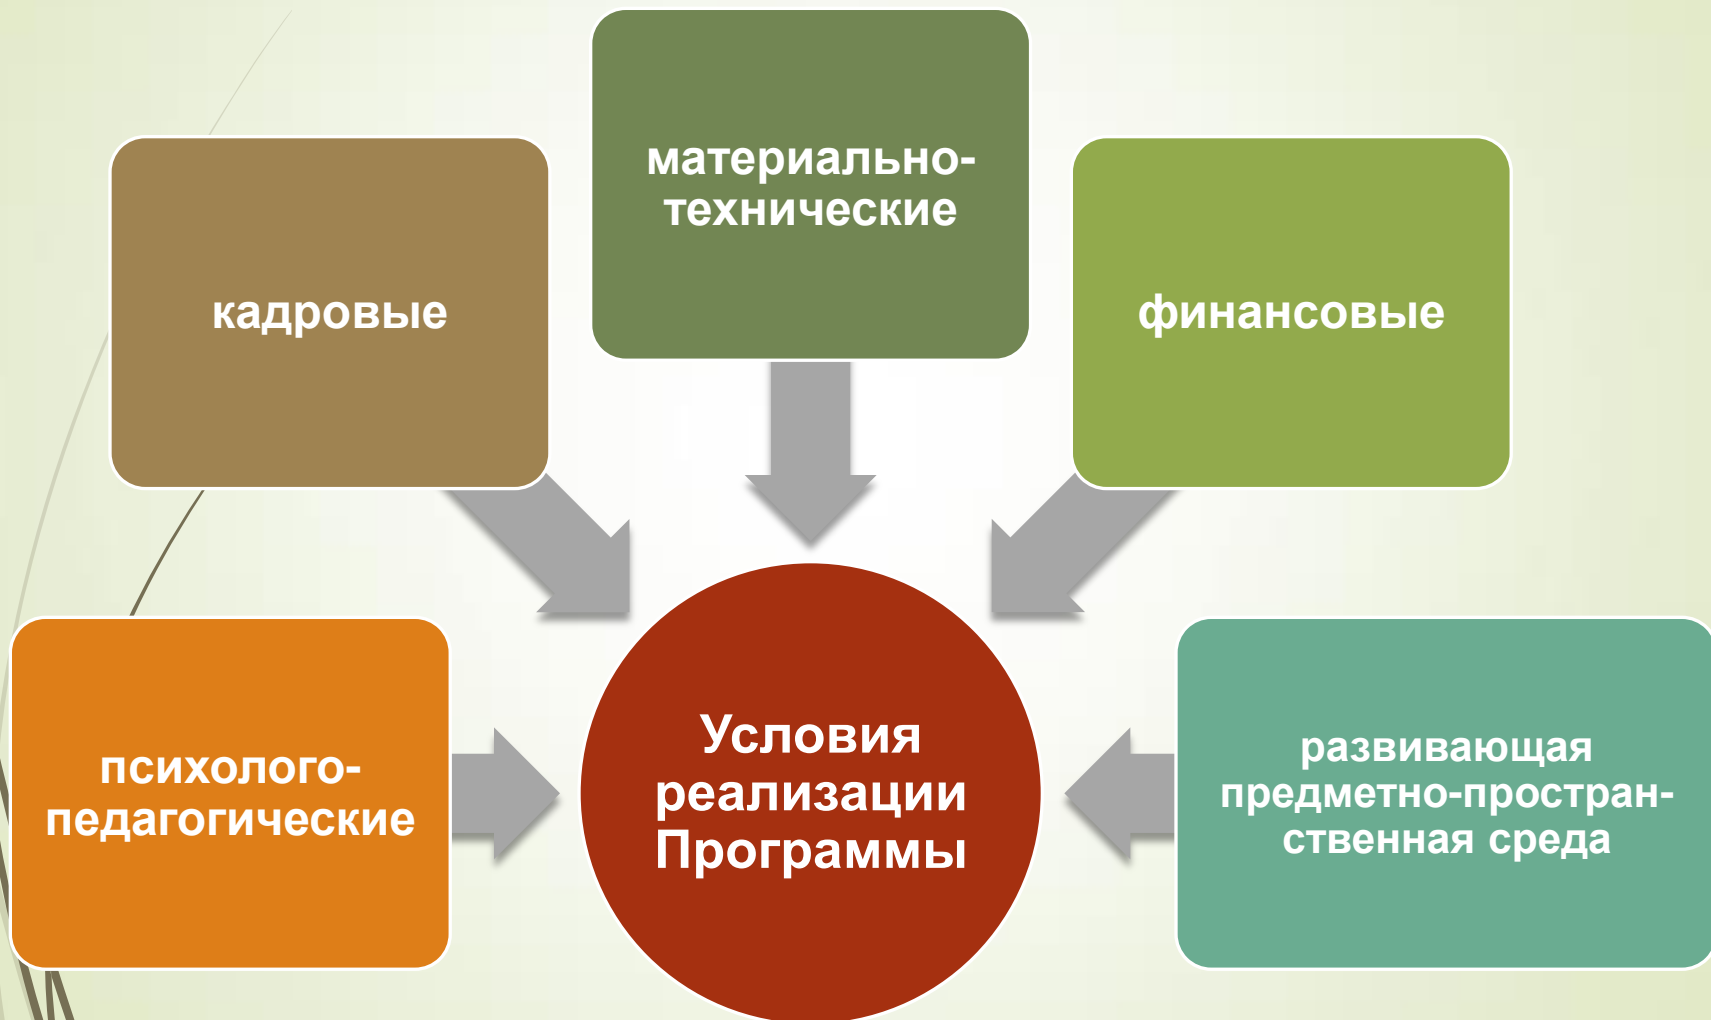 материально-
технические
кадровые
финансовые
психолого-
педагогические
Условия
реализации
Программы
развивающая
предметно-простран-
ственная среда